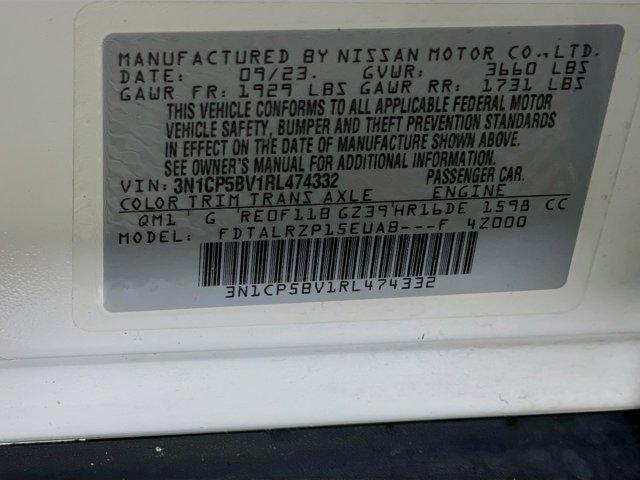 MANUFACTURED BY NISSAN MOTOR CO.,LTD.
DATE: 09/23. GVWR: 3660 LBS
GAWR FR: 1929 LBS GAWR RR: 1731 LBS
THIS VEHICLE CONFORMS TO ALL APPLICABLE FEDERAL MOTOR
VEHICLE SAFETY, BUMPER AND THEFT PREVENTION STANDARDS
IN EFFECT ON THE DATE OF MANUFACTURE SHOWN ABOVE.
SEE OWNER'S MANUAL FOR ADDITIONAL INFORMATION.
VIN: 3N1CP5BV1RL474332 PASSENGER CAR.
COLOR TRIM TRANS AXLE ENGINE
QM1' G 'RE0F11B GZ39'HR16DE 1598 CC
MODEL: FDTALRZP15EUAB---F 4Z000
3N1CP5BV1RL474332